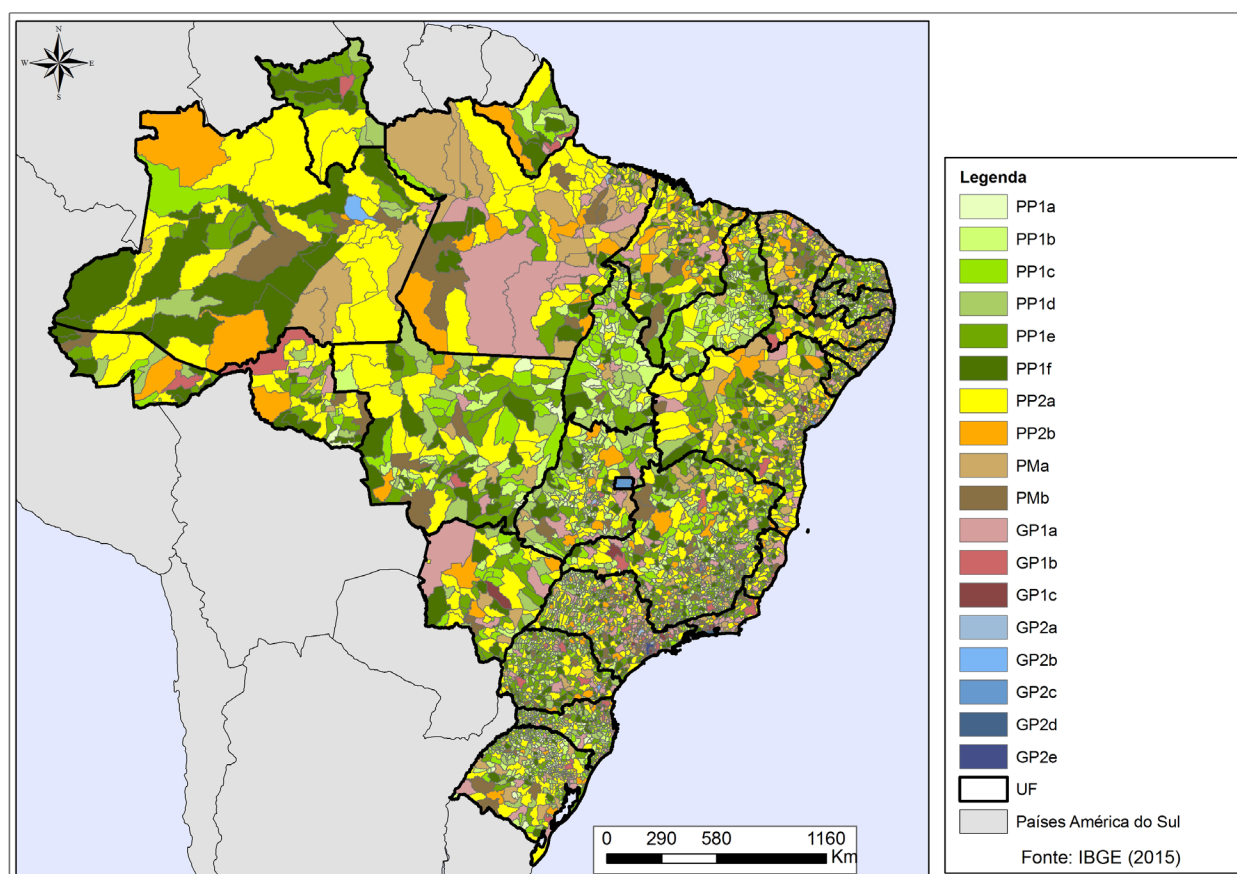 N
W E
S
Legenda
PP1a
PP1b
PP1c
PP1d
PP1e
PP1f
PP2a
PP2b
PMa
PMb
GP1a
GP1b
GP1c
GP2a
GP2b
GP2c
GP2d
GP2e
UF
Países América do Sul
Fonte: IBGE (2015)
0 290 580 1160
Km